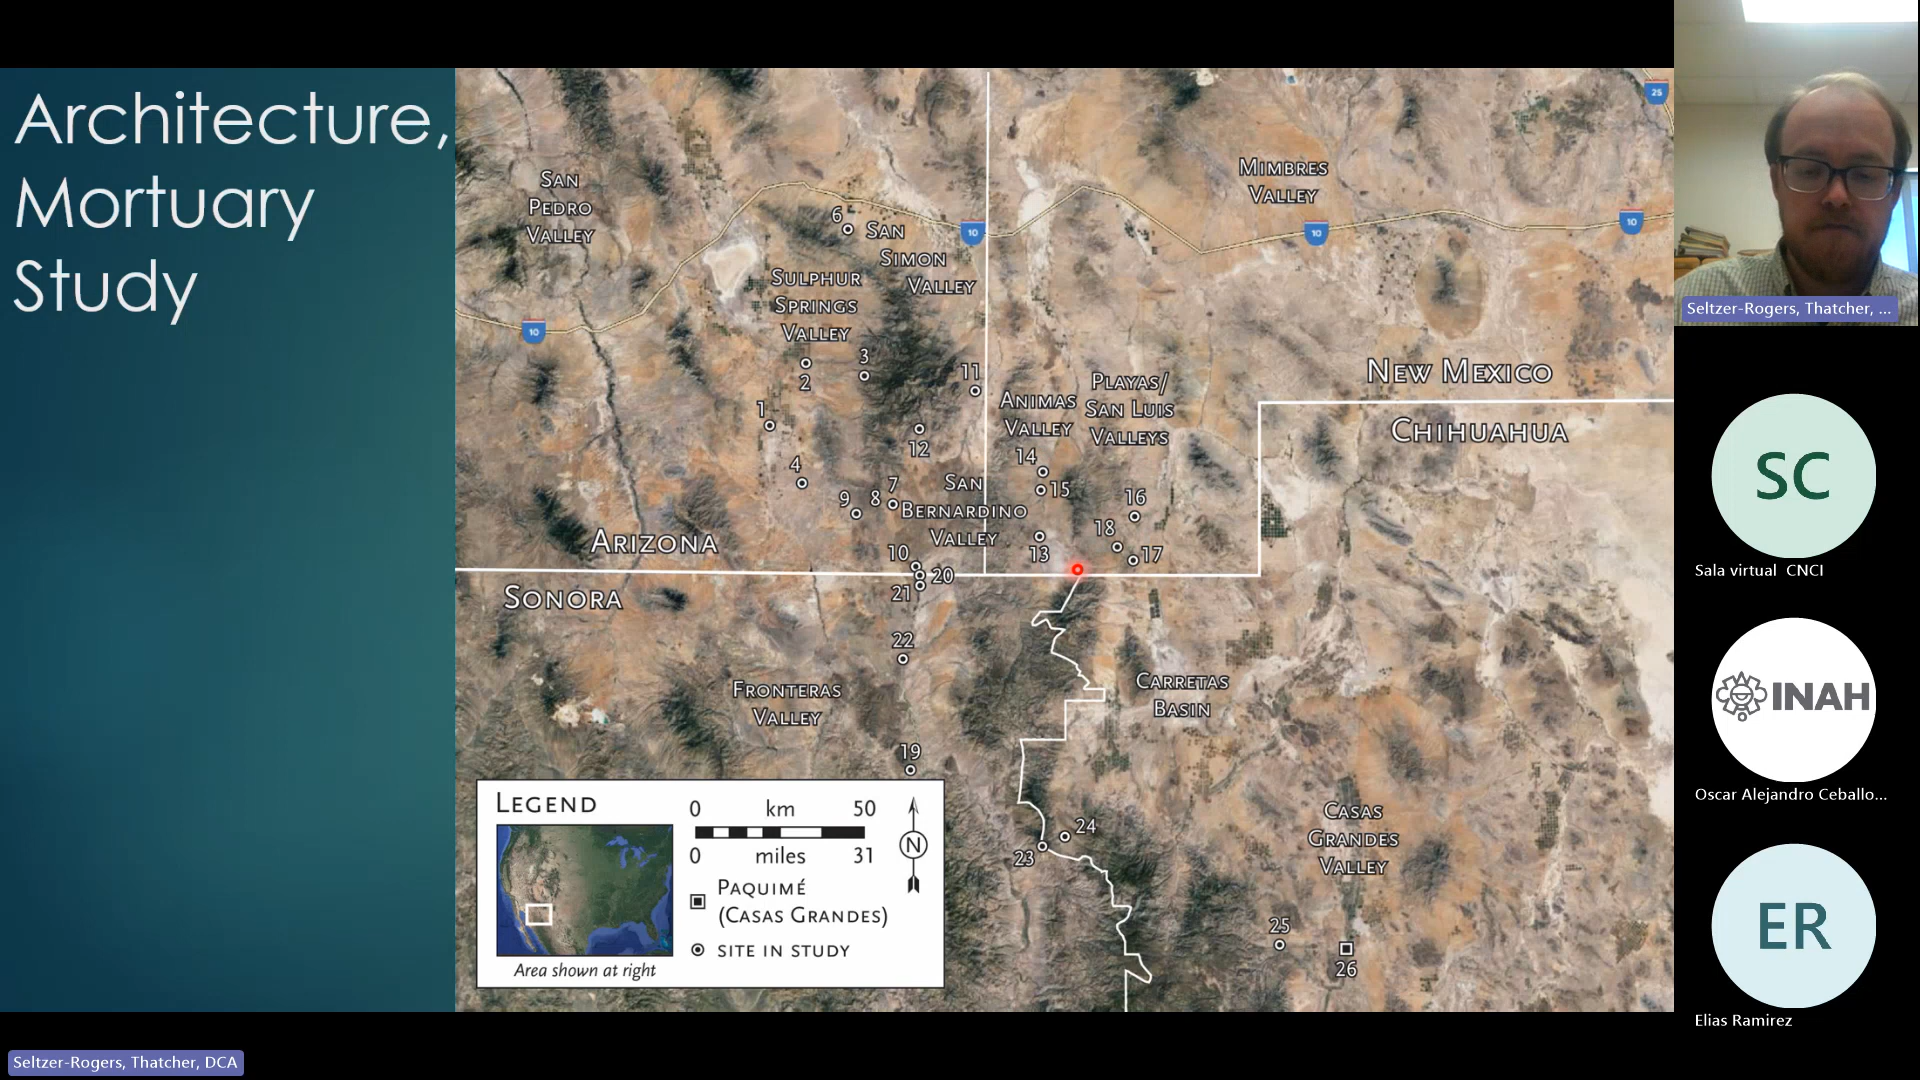 Architecture,
Mortuary
Study
San
Pedro
Valley
6
San
Simon
Valley
10
Sulphur
Springs
Valley
10
Mimbres
Valley
25
10
10
2
3
11
1
12
4
9
8
7
San
Bernardino
Valley
Animas
Valley
Playas/
San Luis
Valleys
14
15
16
18
17
13
New Mexico
Chihuahua
Arizona
Sonora
10
20
21
22
Fronteras
Valley
19
Carretas
Basin
24
23
Casas
Grandes
Valley
25
26
Legend
0 km 50
0 miles 31
N
Paquimé
(Casas Grandes)
Site in study
Area shown at right
Seltzer-Rogers, Thatcher, ...
SC
Sala virtual CNCI
INAH
Oscar Alejandro Ceballo...
ER
Elias Ramirez
Seltzer-Rogers, Thatcher, DCA